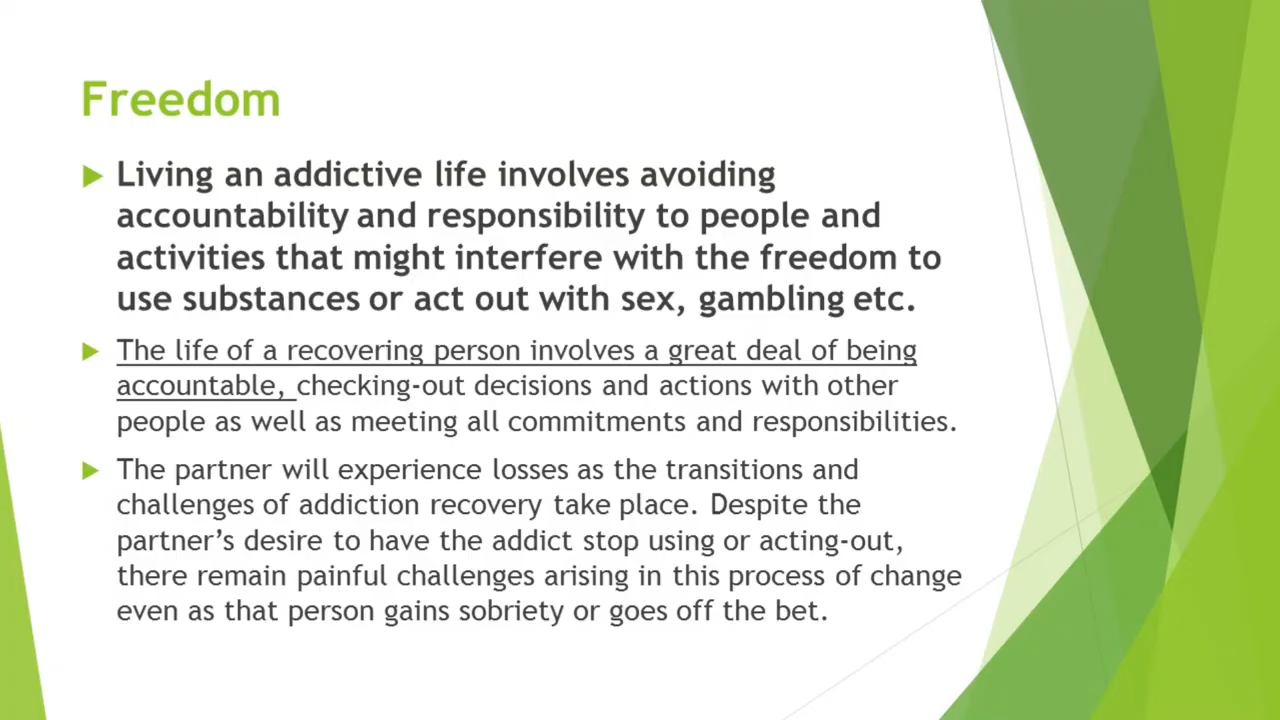 Freedom
Living an addictive life involves avoiding
accountability and responsibility to people and
activities that might interfere with the freedom to
use substances or act out with sex, gambling etc.
The life of a recovering person involves a great deal of being
accountable, checking-out decisions and actions with other
people as well as meeting all commitments and responsibilities.
The partner will experience losses as the transitions and
challenges of addiction recovery take place. Despite the
partner’s desire to have the addict stop using or acting-out,
there remain painful challenges arising in this process of change
even as that person gains sobriety or goes off the bet.